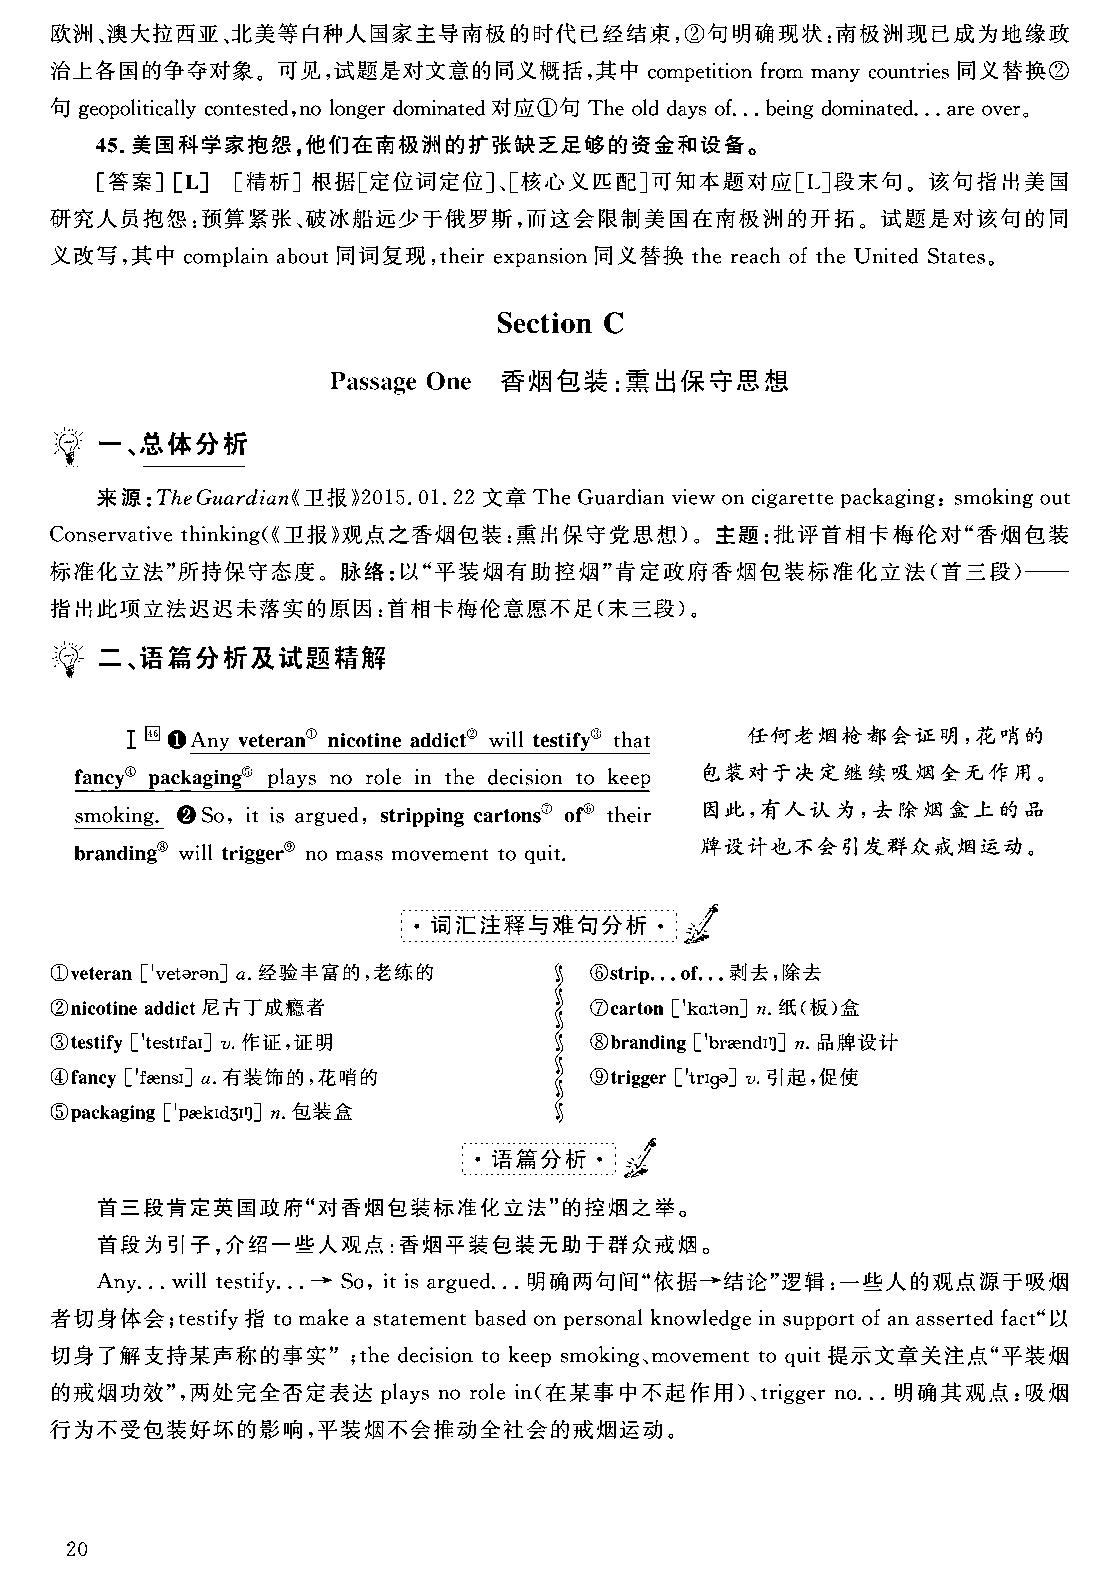 欧洲、澳大拉西亚、北美等白种人国家主导南极的时代已经结束,②句明确现状:南极洲现已成为地缘政
治上各国的争夺对象。可见,试题是对文意的同义概括,其中 competition from many countries 同义替换②
句 geopolitically contested,no longer dominated 对应①句 The old days of... being dominated... are over。
45. 美国科学家抱怨,他们在南极洲的扩张缺乏足够的资金和设备。
[答案][L] [精析] 根据[定位词定位]、[核心义匹配]可知本题对应[L]段末句。该句指出美国
研究人员抱怨:预算紧张、破冰船远少于俄罗斯,而这会限制美国在南极洲的开拓。试题是对该句的同
义改写,其中 complain about 同词复现,their expansion 同义替换 the reach of the United States。
Section C
Passage One 香烟包装:熏出保守思想
一、总体分析
来源:The Guardian《卫报》2015.01.22 文章 The Guardian view on cigarette packaging: smoking out
Conservative thinking(《卫报》观点之香烟包装:熏出保守党思想)。主题:批评首相卡梅伦对“香烟包装
标准化立法”所持保守态度。脉络:以“平装烟有助控烟”肯定政府香烟包装标准化立法(首三段)——
指出此项立法迟迟未落实的原因:首相卡梅伦意愿不足(末三段)。
二、语篇分析及试题精解
I 46 ❶Any veteran① nicotine addict② will testify③ that
fancy④ packaging⑤ plays no role in the decision to keep
smoking. ❷So, it is argued, stripping cartons⑦ of⑥ their
branding⑧ will trigger⑨ no mass movement to quit.
任何老烟枪都会证明,花哨的
包装对于决定继续吸烟全无作用。
因此,有人认为,去除烟盒上的品
牌设计也不会引发群众戒烟运动。
·词汇注释与难句分析·
①veteran [ˈvetərən] a. 经验丰富的,老练的
②nicotine addict 尼古丁成瘾者
③testify [ˈtestɪfaɪ] v. 作证,证明
④fancy [ˈfænsɪ] a. 有装饰的,花哨的
⑤packaging [ˈpækɪdʒɪŋ] n. 包装盒
⑥strip... of... 剥去,除去
⑦carton [ˈkɑːtən] n. 纸(板)盒
⑧branding [ˈbrændɪŋ] n. 品牌设计
⑨trigger [ˈtrɪgə] v. 引起,促使
·语篇分析·
首三段肯定英国政府“对香烟包装标准化立法”的控烟之举。
首段为引子,介绍一些人观点:香烟平装包装无助于群众戒烟。
Any... will testify...→ So, it is argued... 明确两句间“依据→结论”逻辑:一些人的观点源于吸烟
者切身体会;testify 指 to make a statement based on personal knowledge in support of an asserted fact“以
切身了解支持某声称的事实” ;the decision to keep smoking、movement to quit 提示文章关注点“平装烟
的戒烟功效”,两处完全否定表达 plays no role in(在某事中不起作用)、trigger no... 明确其观点:吸烟
行为不受包装好坏的影响,平装烟不会推动全社会的戒烟运动。
20